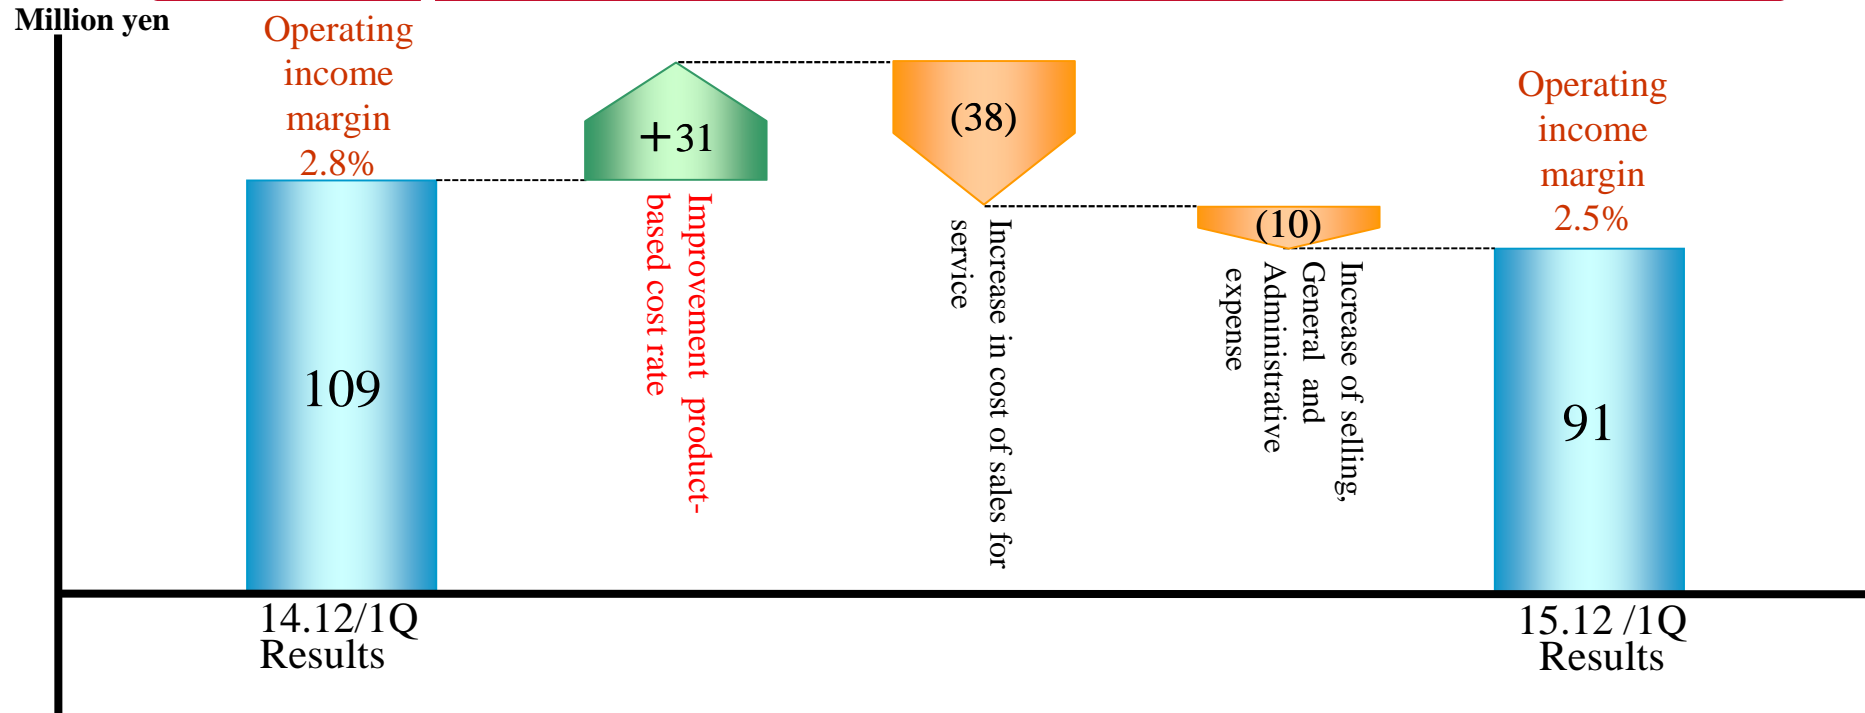 Million yen
Operating
income
margin
2.8%
109
14.12/1Q
Results
+31
Improvement product-
based cost rate
(38)
Increase in cost of sales for
service
(10)
Increase of selling,
General and
Administrative
expense
Operating
income
margin
2.5%
91
15.12 /1Q
Results